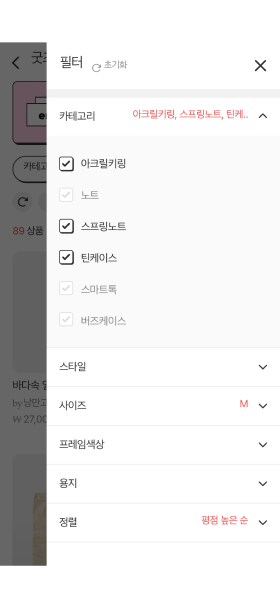 필터
초기화
카테고리
아크릴키링, 스프링노트, 틴케..
아크릴키링
노트
스프링노트
틴케이스
스마트톡
버즈케이스
스타일
사이즈
M
프레임색상
용지
정렬
평점 높은 순
89 상품
바다속
by 낭만고
₩ 27,00